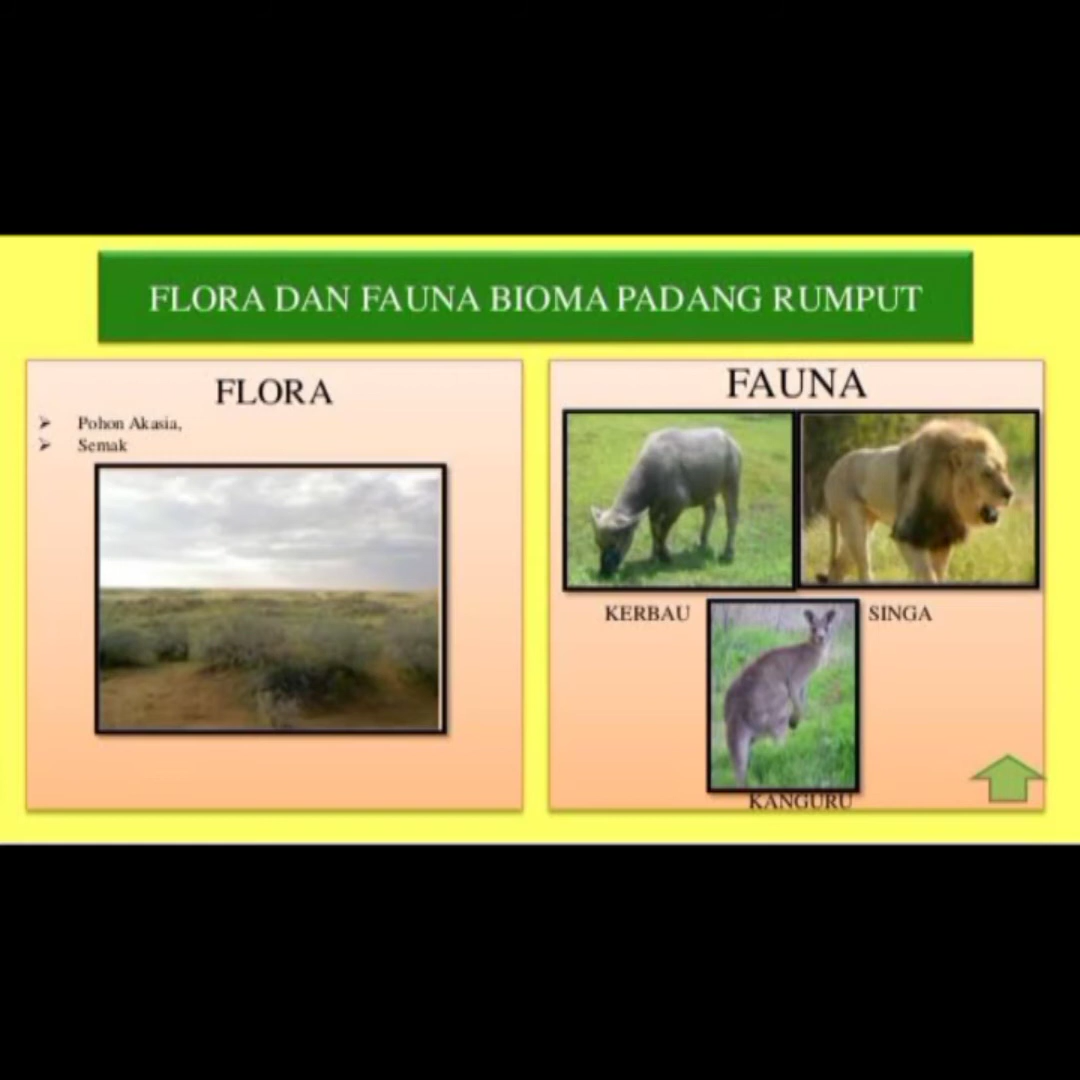 FLORA DAN FAUNA BIOMA PADANG RUMPUT
FLORA
Pohon Akasia,
Semak
FAUNA
KERBAU
SINGA
KANGURU